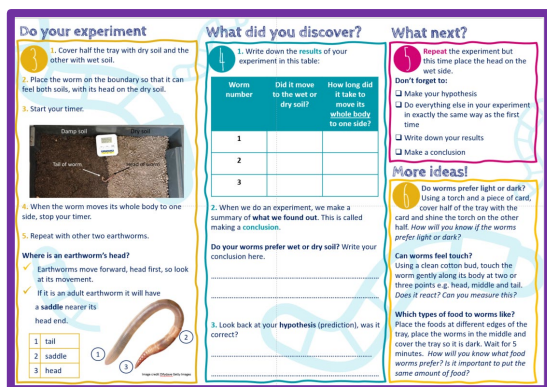 Do your experiment
3
1. Cover half the tray with dry soil and the
other with wet soil.
2. Place the worm on the boundary so that it can
feel both soils, with its head on the dry soil.
3. Start your timer.
Damp soil
Dry soil
Tail of worm
Head of worm
4. When the worm moves its whole body to one
side, stop your timer.
5. Repeat with other two earthworms.
Where is an earthworm's head?
✓ Earthworms move forward, head first, so look
at its movement.
✓ If it is an adult earthworm it will have
a saddle nearer its
head end.
1 tail
2 saddle
3 head
1
2
3
What did you discover?
4
1. Write down the results of your
experiment in this table:
Worm
number
Did it move
to the wet or
dry soil?
How long did
it take to
move its
whole body
to one side?
1
2
3
2. When we do an experiment, we make a
summary of what we found out. This is called
making a conclusion.
Do your worms prefer wet or dry soil? Write your
conclusion here.
3. Look back at your hypothesis (prediction), was it
correct?
What next?
5
Repeat the experiment but
this time place the head on the
wet side.
Don't forget to:
❑ Make your hypothesis
❑ Do everything else in your experiment
in exactly the same way as the first
time
❑ Write down your results
❑ Make a conclusion
More ideas!
6
Do worms prefer light or dark?
Using a torch and a piece of card,
cover half of the tray with the
card and shine the torch on the other
half. How will you know if the worms
prefer light or dark?
Can worms feel touch?
Using a clean cotton bud, touch the
worm gently along its body at two or
three points e.g. head, middle and tail.
Does it react? Can you measure this?
Which types of food to worms like?
Place the foods at different edges of the
tray, place the worms in the middle and
cover the tray so it is dark. Wait for 5
minutes. How will you know what food
worms prefer? Is it important to put the
same amount of food?